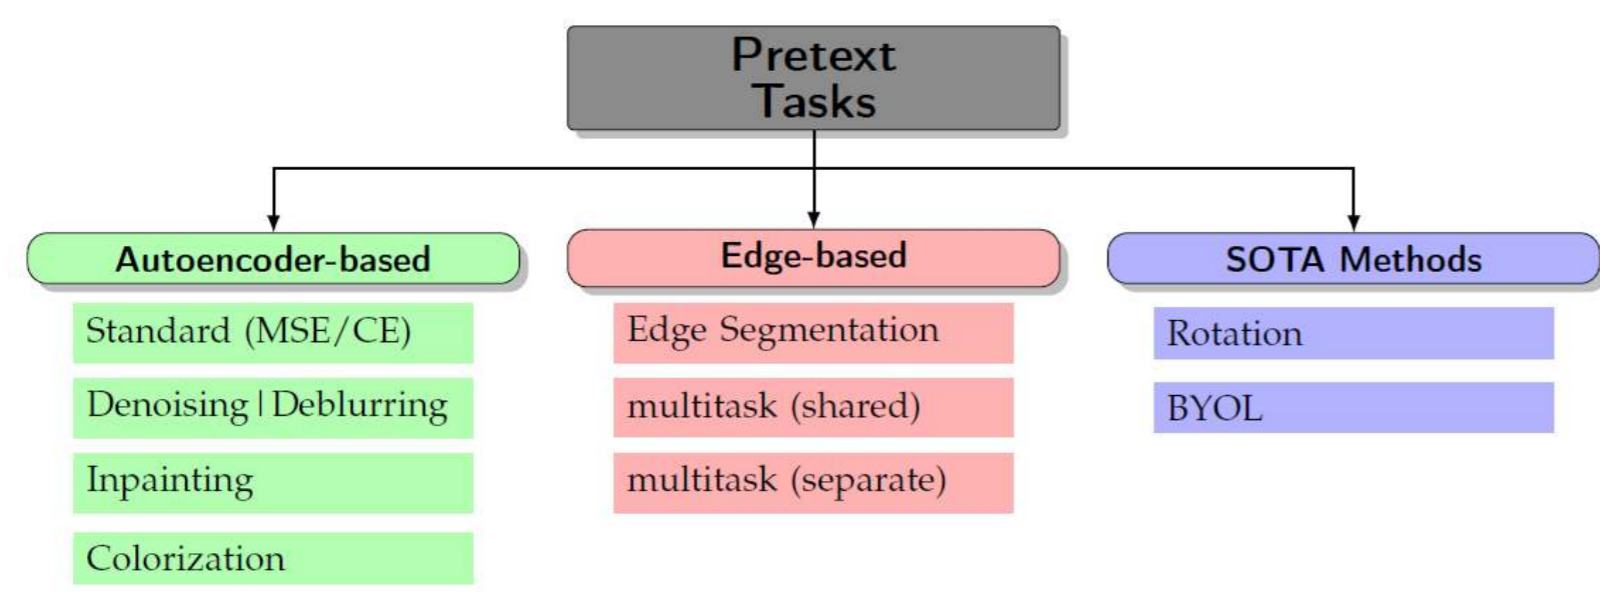 Pretext
Tasks
Autoencoder-based
Standard (MSE/CE)
Denoising|Deblurring
Inpainting
Colorization
Edge-based
Edge Segmentation
multitask (shared)
multitask (separate)
SOTA Methods
Rotation
BYOL